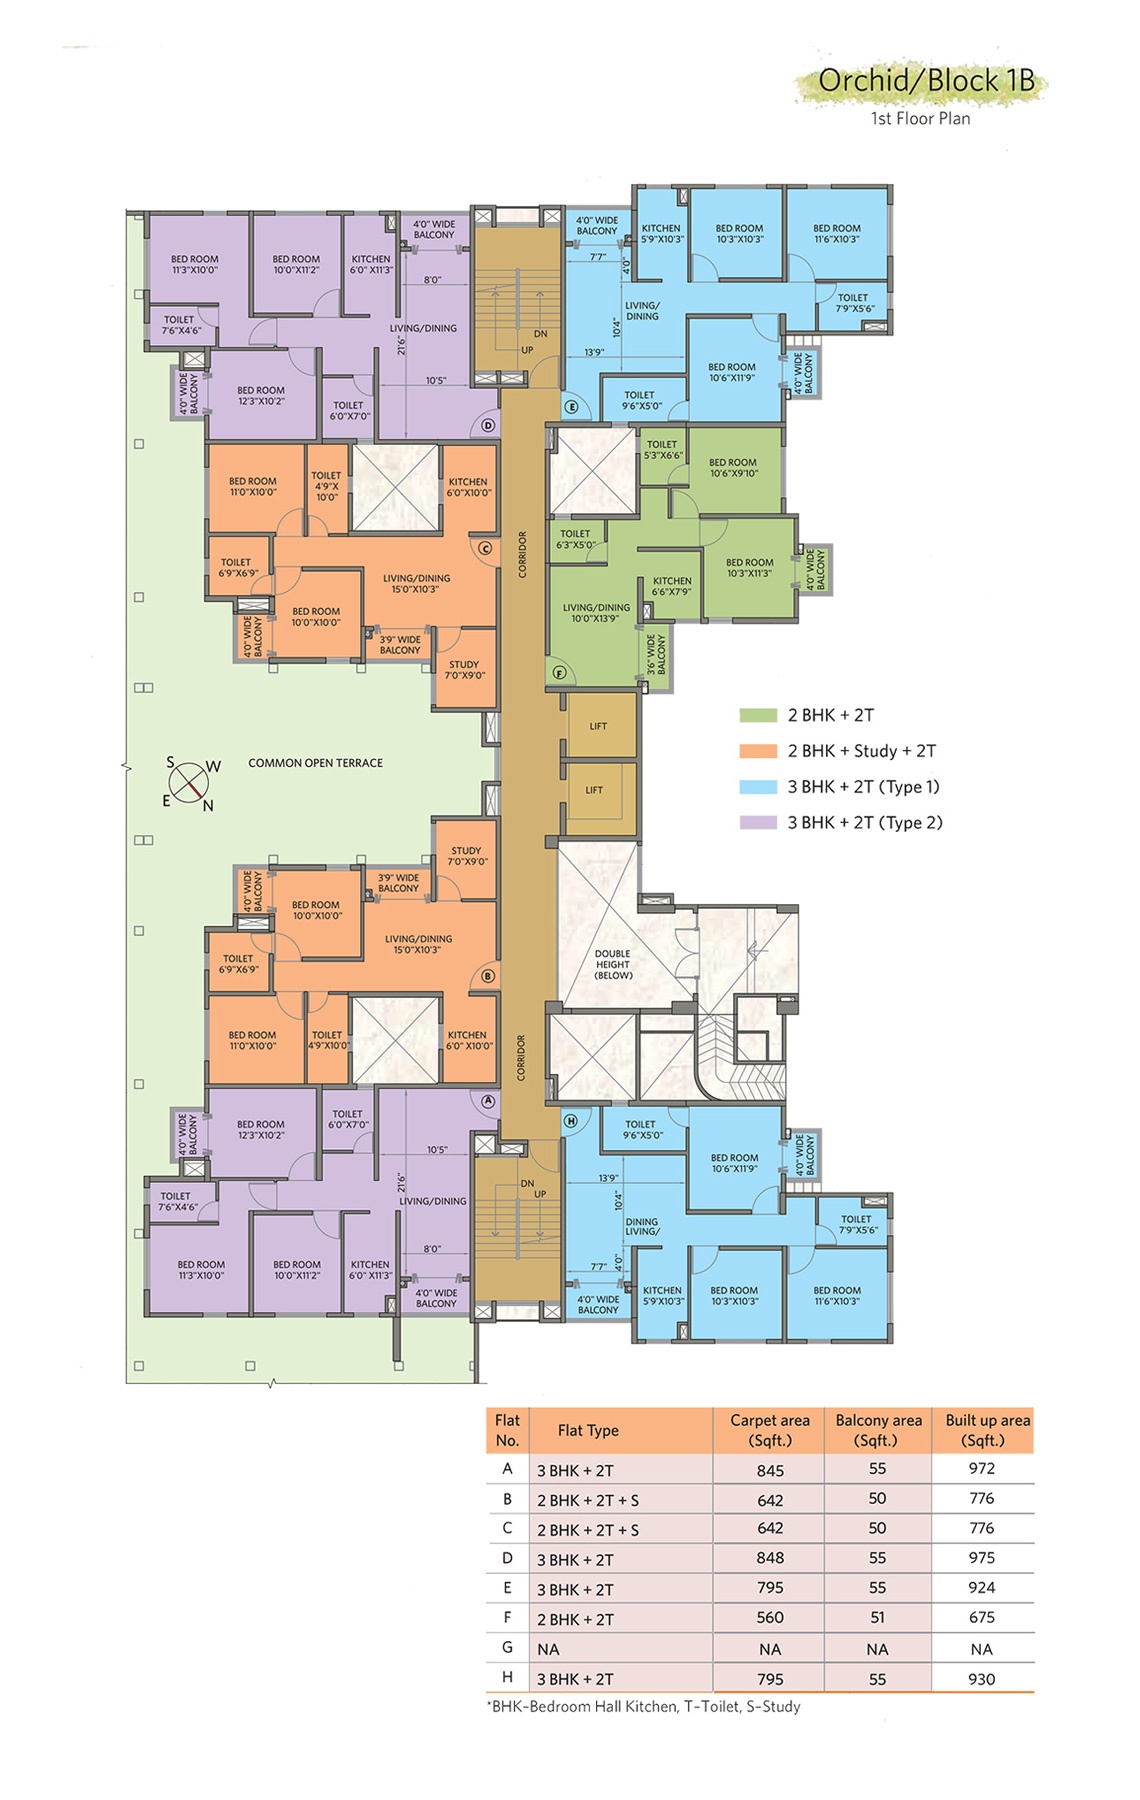 Orchid/Block 1B
1st Floor Plan
4'0" WIDE
BALCONY
BED ROOM
11'3"X10'0"
BED ROOM
10'0"X11'2"
KITCHEN
6'0" X11'3"
8'0"
TOILET
7'6"X4'6"
LIVING/DINING
21'6"
10'5"
BED ROOM
12'3"X10'2"
4'0" WIDE
BALCONY
TOILET
6'0"X7'0"
D
DN
UP
4'0" WIDE
BALCONY
7'7"
4'0"
KITCHEN
5'9"X10'3"
BED ROOM
10'3"X10'3"
BED ROOM
11'6"X10'3"
LIVING/
DINING
10'4"
13'9"
TOILET
7'9"X5'6"
BED ROOM
10'6"X11'9"
4'0" WIDE
BALCONY
TOILET
9'6"X5'0"
E
BED ROOM
11'0"X10'0"
TOILET
4'9"X
10'0"
KITCHEN
6'0"X10'0"
C
TOILET
6'9"X6'9"
LIVING/DINING
15'0"X10'3"
BED ROOM
10'0"X10'0"
4'0" WIDE
BALCONY
3'9" WIDE
BALCONY
STUDY
7'0"X9'0"
CORRIDOR
TOILET
5'3"X6'6"
BED ROOM
10'6"X9'10"
TOILET
6'3"X5'0"
BED ROOM
10'3"X11'3"
4'0" WIDE
BALCONY
KITCHEN
6'6"X7'9"
LIVING/DINING
10'0"X13'9"
3'6" WIDE
BALCONY
F
LIFT
LIFT
2 BHK + 2T
2 BHK + Study + 2T
3 BHK + 2T (Type 1)
3 BHK + 2T (Type 2)
COMMON OPEN TERRACE
S W
E N
STUDY
7'0"X9'0"
3'9" WIDE
BALCONY
4'0" WIDE
BALCONY
BED ROOM
10'0"X10'0"
LIVING/DINING
15'0"X10'3"
TOILET
6'9"X6'9"
B
BED ROOM
11'0"X10'0"
TOILET
4'9"X10'0"
KITCHEN
6'0" X10'0"
CORRIDOR
DOUBLE
HEIGHT
(BELOW)
A
4'0" WIDE
BALCONY
BED ROOM
12'3"X10'2"
TOILET
6'0"X7'0"
10'5"
21'6"
TOILET
7'6"X4'6"
LIVING/DINING
8'0"
BED ROOM
11'3"X10'0"
BED ROOM
10'0"X11'2"
KITCHEN
6'0" X11'3"
4'0" WIDE
BALCONY
DN
UP
H
TOILET
9'6"X5'0"
BED ROOM
10'6"X11'9"
4'0" WIDE
BALCONY
13'9"
10'4"
DINING
LIVING/
TOILET
7'9"X5'6"
7'7"
4'0"
4'0" WIDE
BALCONY
KITCHEN
5'9"X10'3"
BED ROOM
10'3"X10'3"
BED ROOM
11'6"X10'3"
Flat No. Flat Type Carpet area (Sqft.) Balcony area (Sqft.) Built up area (Sqft.)
A 3 BHK + 2T 845 55 972
B 2 BHK + 2T + S 642 50 776
C 2 BHK + 2T + S 642 50 776
D 3 BHK + 2T 848 55 975
E 3 BHK + 2T 795 55 924
F 2 BHK + 2T 560 51 675
G NA NA NA NA
H 3 BHK + 2T 795 55 930
*BHK-Bedroom Hall Kitchen, T-Toilet, S-Study